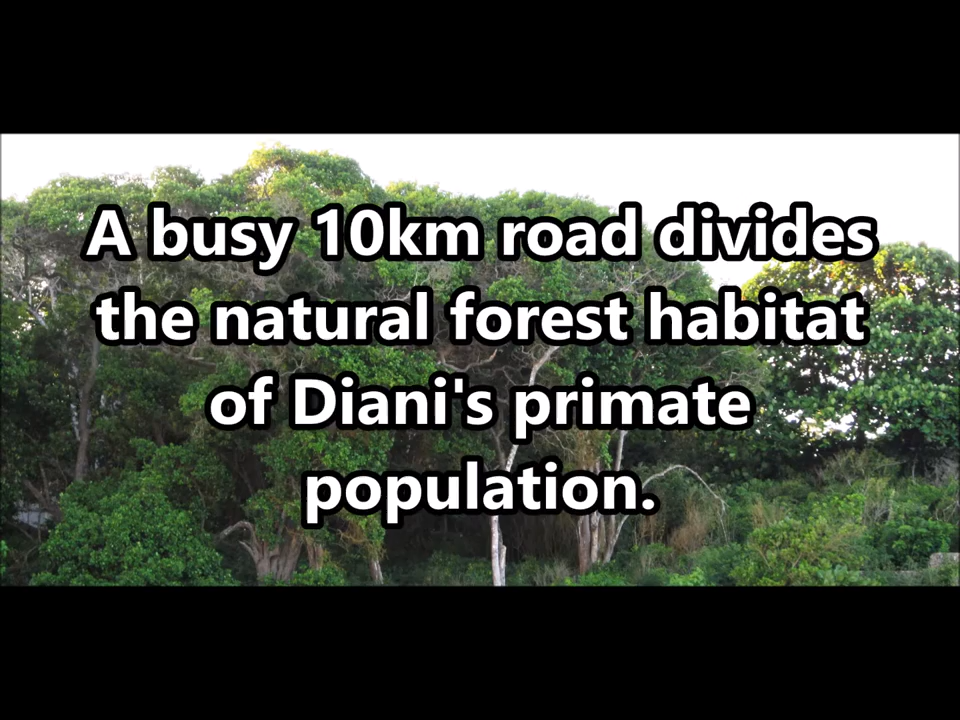 A busy 10km road divides
the natural forest habitat
of Diani's primate
population.